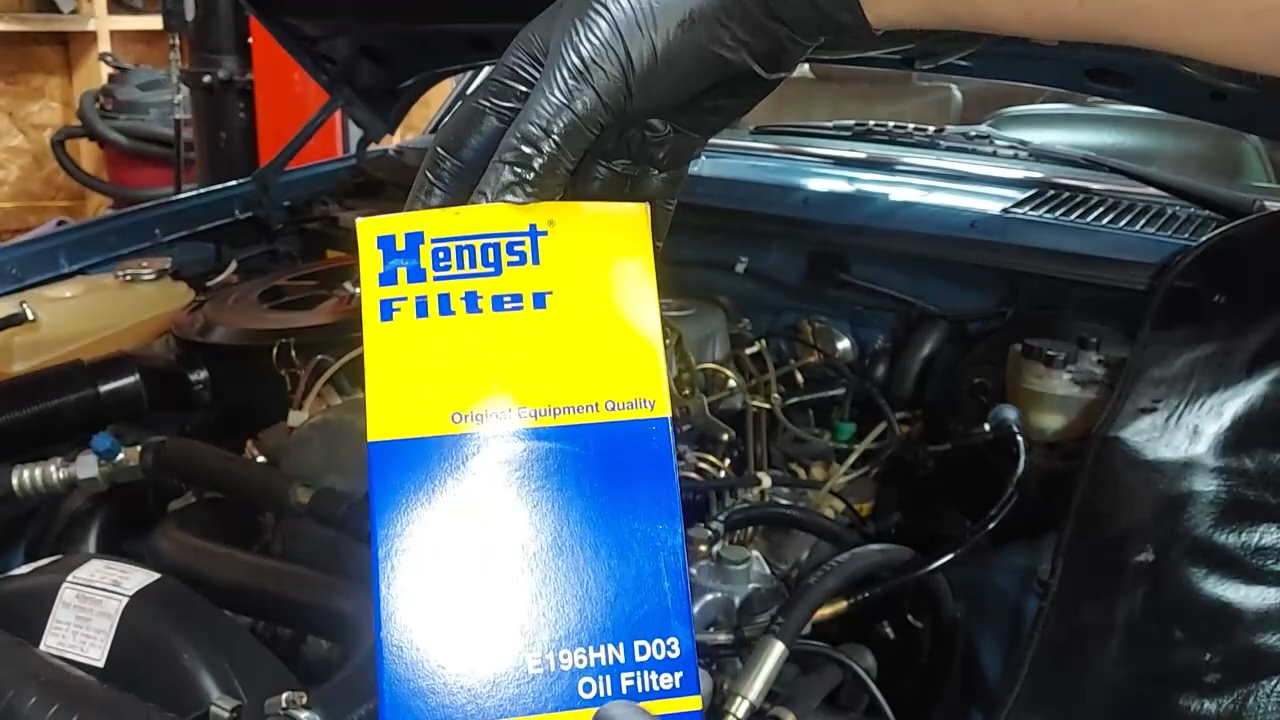 Hengst®
Filter
Original Equipment Quality
E196HN D03
Oil Filter